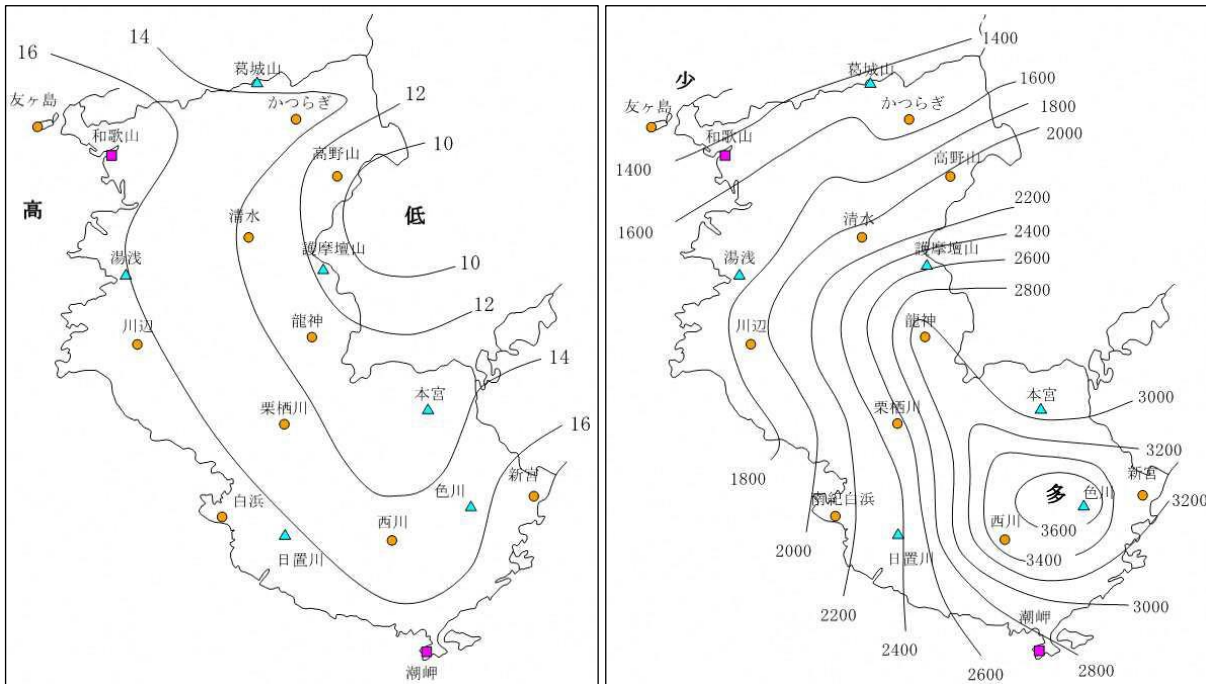 16
14
葛城山
友ヶ島
かつらぎ
12
和歌山
10
高野山
高
低
清水
護摩壇山
湯浅
10
12
川辺
龍神
14
本宮
栗栖川
16
新宮
色川
白浜
西川
日置川
潮岬
1400
少
葛城山
1600
友ヶ島
かつらぎ
1800
2000
和歌山
1400
高野山
2200
清水
1600
2400
護摩壇山
湯浅
2600
2800
川辺
龍神
本宮
3000
栗栖川
3200
1800
新宮
多
色川
南紀白浜
3200
西川
3600
2000
日置川
3400
2200
3000
潮岬
2400
2600
2800